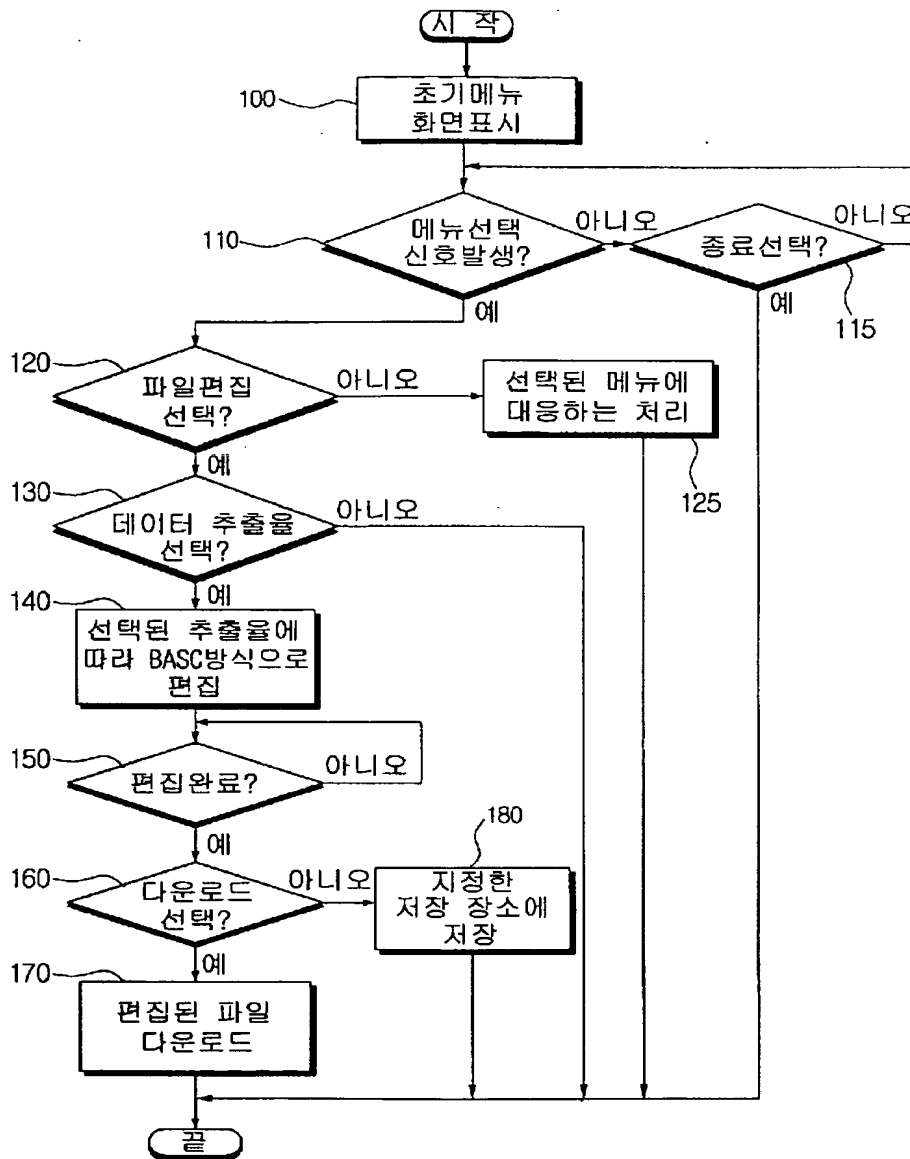 시 작
100
초기메뉴
화면표시
110
메뉴선택
신호발생?
아니오
종료선택?
아니오
예
예
115
120
파일편집
선택?
아니오
선택된 메뉴에
대응하는 처리
125
예
130
데이터 추출율
선택?
아니오
예
140
선택된 추출율에
따라 BASC방식으로
편집
150
편집완료?
아니오
예
160
다운로드
선택?
아니오
180
지정한
저장 장소에
저장
예
170
편집된 파일
다운로드
끝